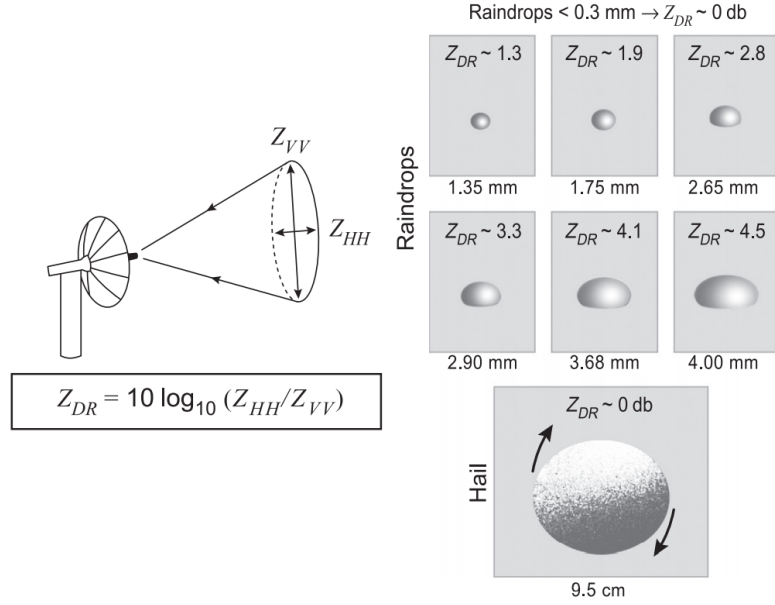 Raindrops < 0.3 mm → Z_DR ~ 0 db
Z_VV
Z_HH
Z_DR = 10 log₁₀ (Z_HH/Z_VV)
Raindrops
Z_DR ~ 1.3
Z_DR ~ 1.9
Z_DR ~ 2.8
1.35 mm
1.75 mm
2.65 mm
Z_DR ~ 3.3
Z_DR ~ 4.1
Z_DR ~ 4.5
2.90 mm
3.68 mm
4.00 mm
Hail
Z_DR ~ 0 db
9.5 cm